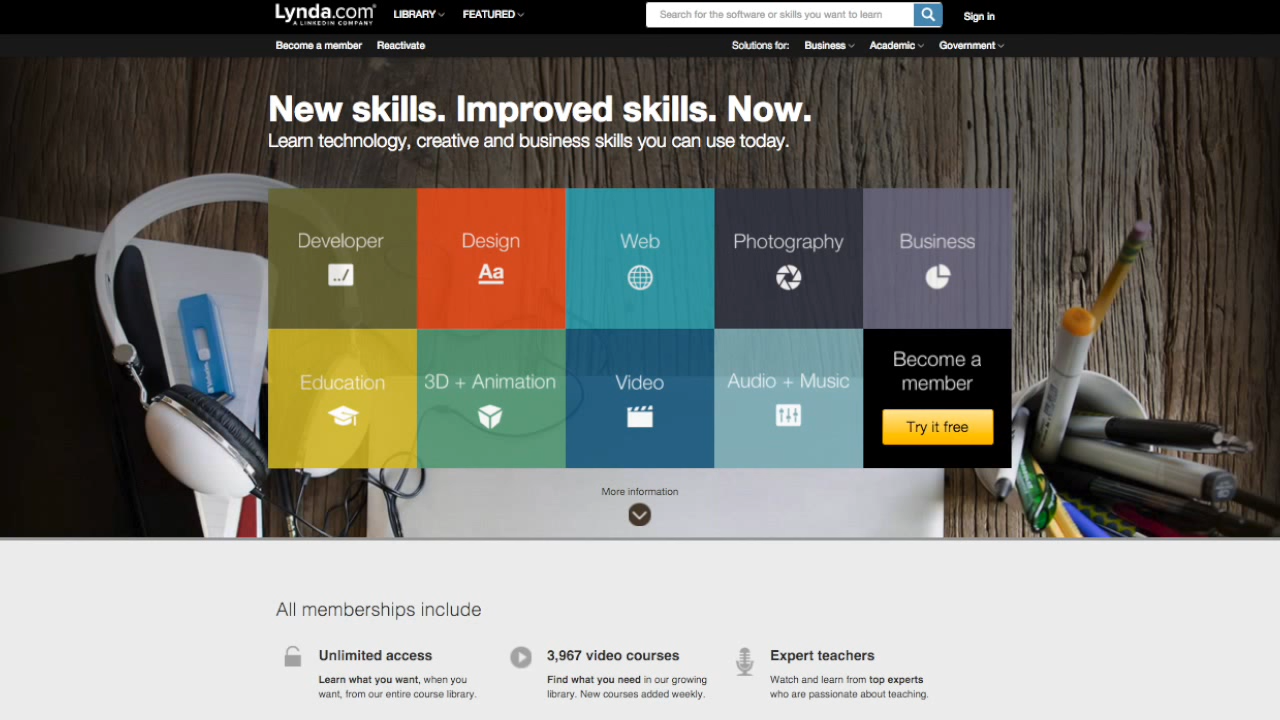 Lynda.com®
A LINKEDIN COMPANY
LIBRARY
FEATURED
Search for the software or skills you want to learn
Sign in
Become a member
Reactivate
Solutions for:
Business
Academic
Government
New skills. Improved skills. Now.
Learn technology, creative and business skills you can use today.
Developer
../
Design
Aa
Web
Photography
Business
Education
3D + Animation
Video
Audio + Music
Become a
member
Try it free
More information
All memberships include
Unlimited access
Learn what you want, when you
want, from our entire course library.
3,967 video courses
Find what you need in our growing
library. New courses added weekly.
Expert teachers
Watch and learn from top experts
who are passionate about teaching.